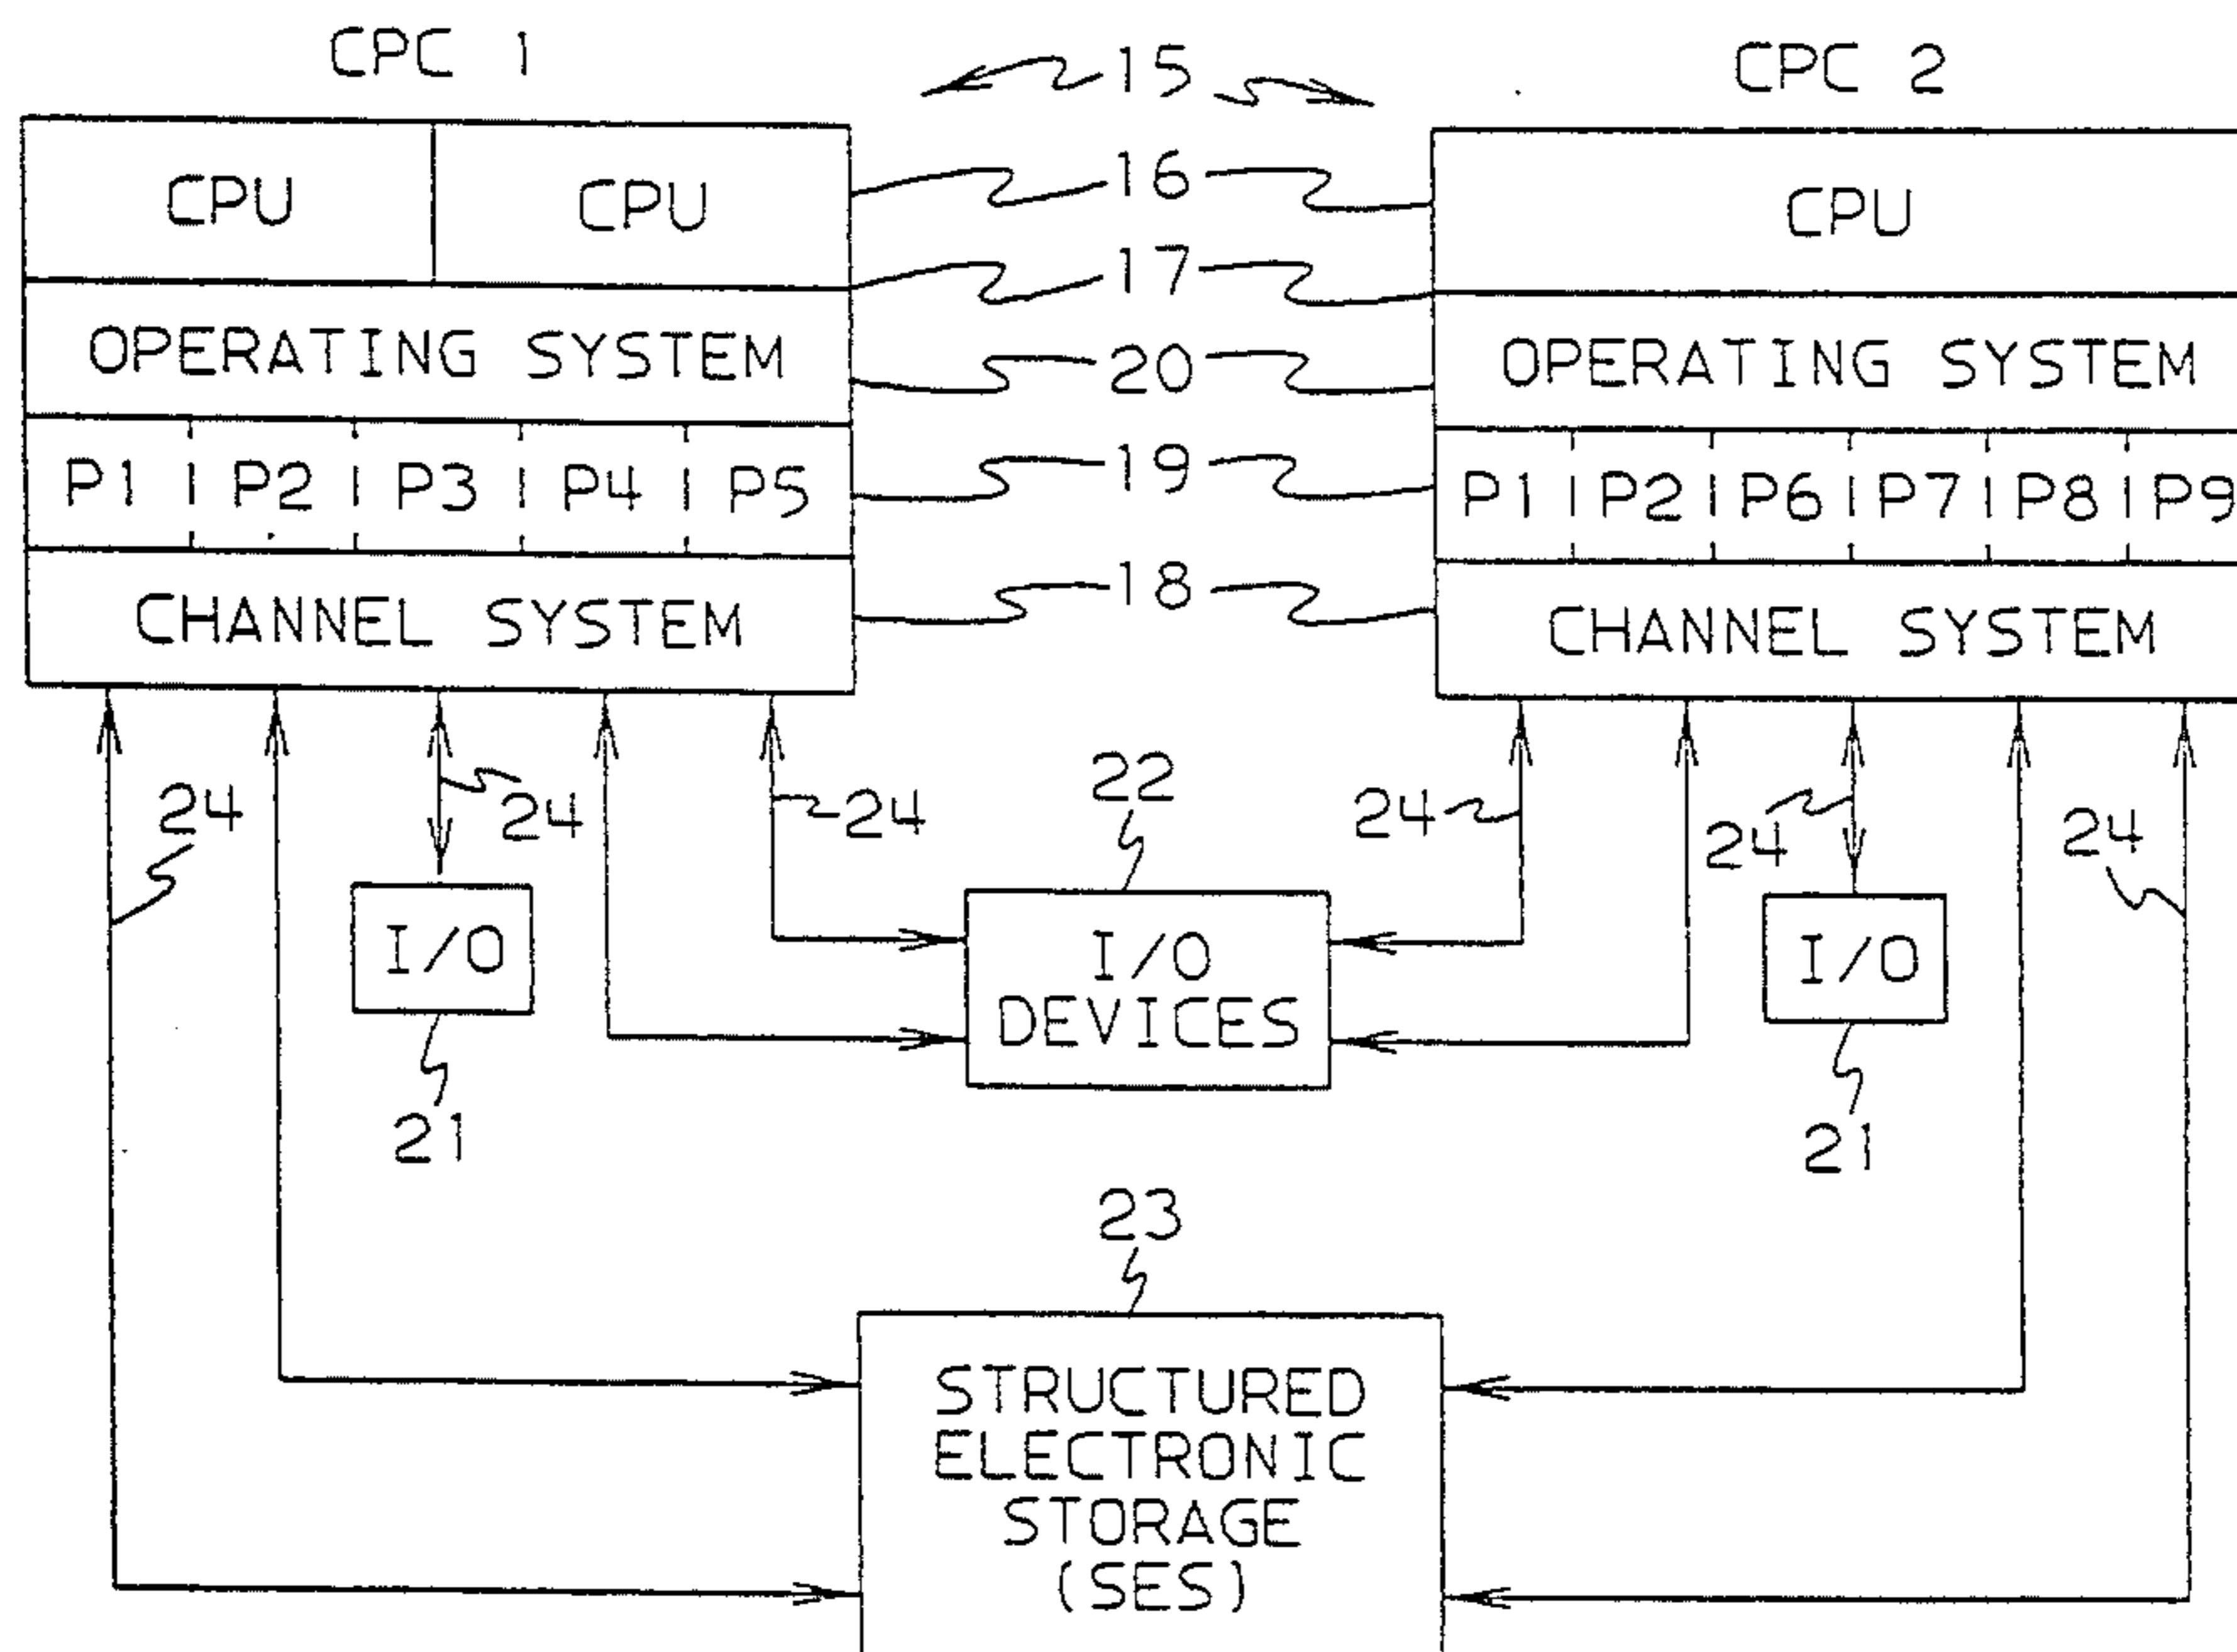 CPC 1
15
CPC 2
CPU
CPU
16
CPU
17
OPERATING SYSTEM
20
OPERATING SYSTEM
P1 P2 P3 P4 P5
19
P1 P2 P6 P7 P8 P9
CHANNEL SYSTEM
18
CHANNEL SYSTEM
24
24
24
22
24
24
24
I/O
I/O
DEVICES
I/O
21
21
23
STRUCTURED
ELECTRONIC
STORAGE
(SES)